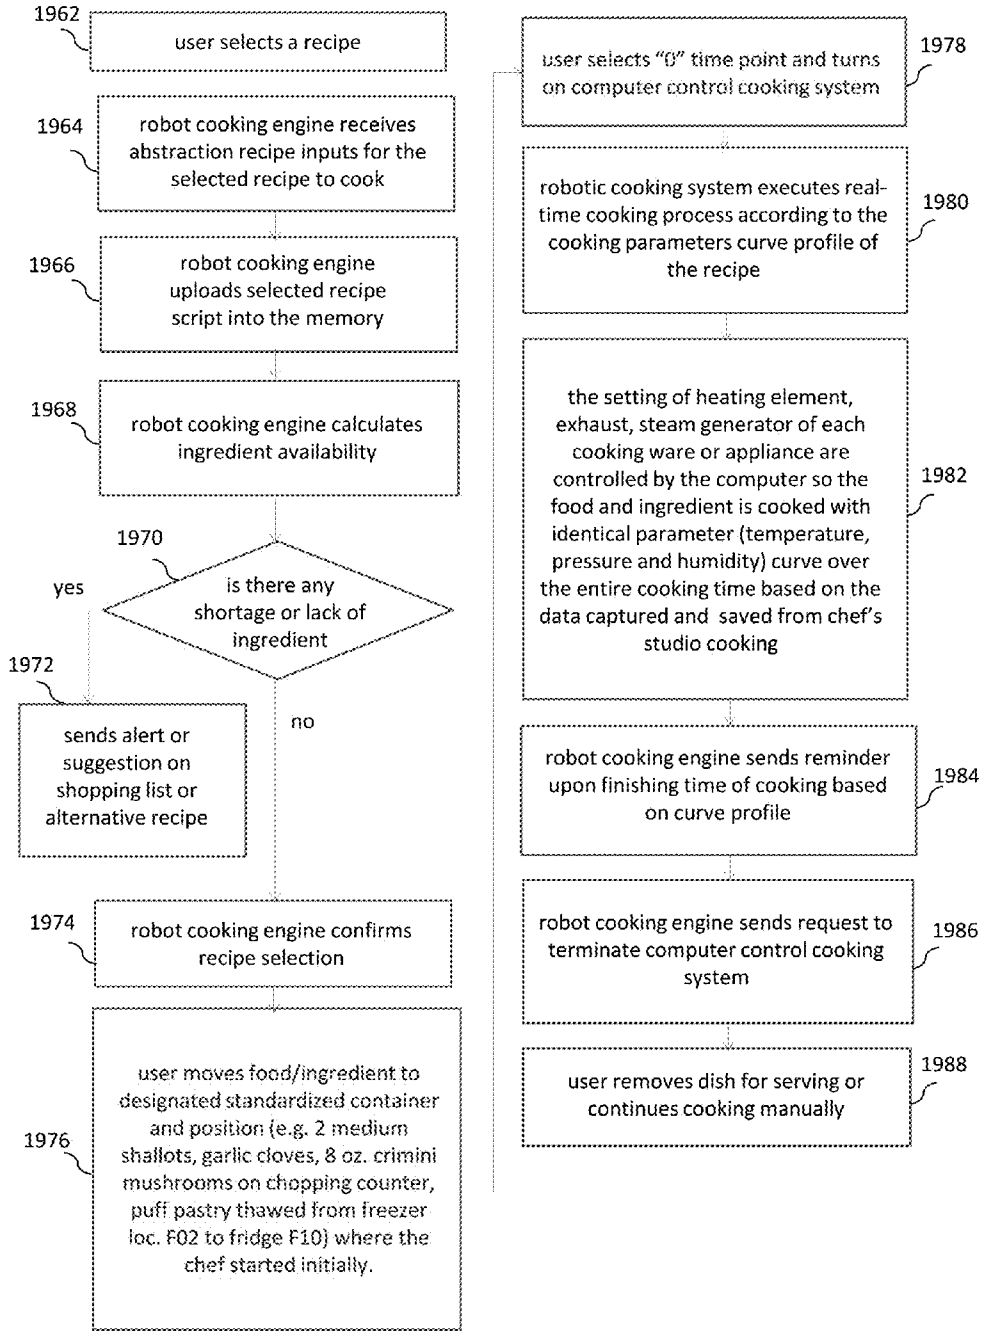 1962
user selects a recipe
1964
robot cooking engine receives
abstraction recipe inputs for the
selected recipe to cook
1966
robot cooking engine
uploads selected recipe
script into the memory
1968
robot cooking engine calculates
ingredient availability
1970
is there any
shortage or lack of
ingredient
yes
no
1972
sends alert or
suggestion on
shopping list or
alternative recipe
1974
robot cooking engine confirms
recipe selection
1976
user moves food/ingredient to
designated standardized container
and position (e.g. 2 medium
shallots, garlic cloves, 8 oz. crimini
mushrooms on chopping counter,
puff pastry thawed from freezer
loc. F02 to fridge F10) where the
chef started initially.
1978
user selects “0” time point and turns
on computer control cooking system
1980
robotic cooking system executes real-
time cooking process according to the
cooking parameters curve profile of
the recipe
1982
the setting of heating element,
exhaust, steam generator of each
cooking ware or appliance are
controlled by the computer so the
food and ingredient is cooked with
identical parameter (temperature,
pressure and humidity) curve over
the entire cooking time based on the
data captured and saved from chef’s
studio cooking
1984
robot cooking engine sends reminder
upon finishing time of cooking based
on curve profile
1986
robot cooking engine sends request to
terminate computer control cooking
system
1988
user removes dish for serving or
continues cooking manually